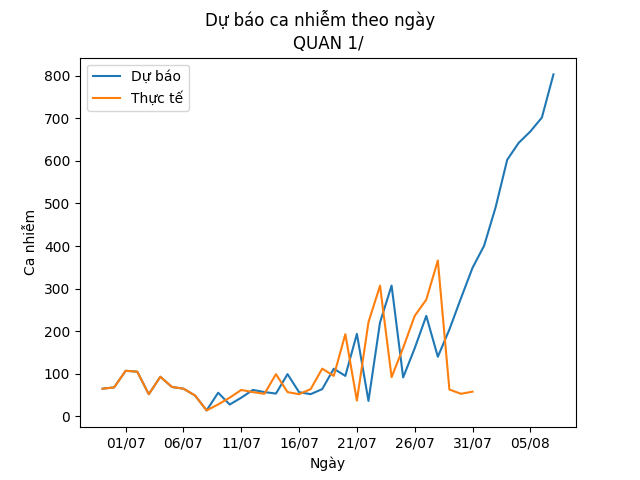 Dự báo ca nhiễm theo ngày
QUAN 1/
Dự báo
Thực tế
Ca nhiễm
800
700
600
500
400
300
200
100
0
01/07 06/07 11/07 16/07 21/07 26/07 31/07 05/08
Ngày